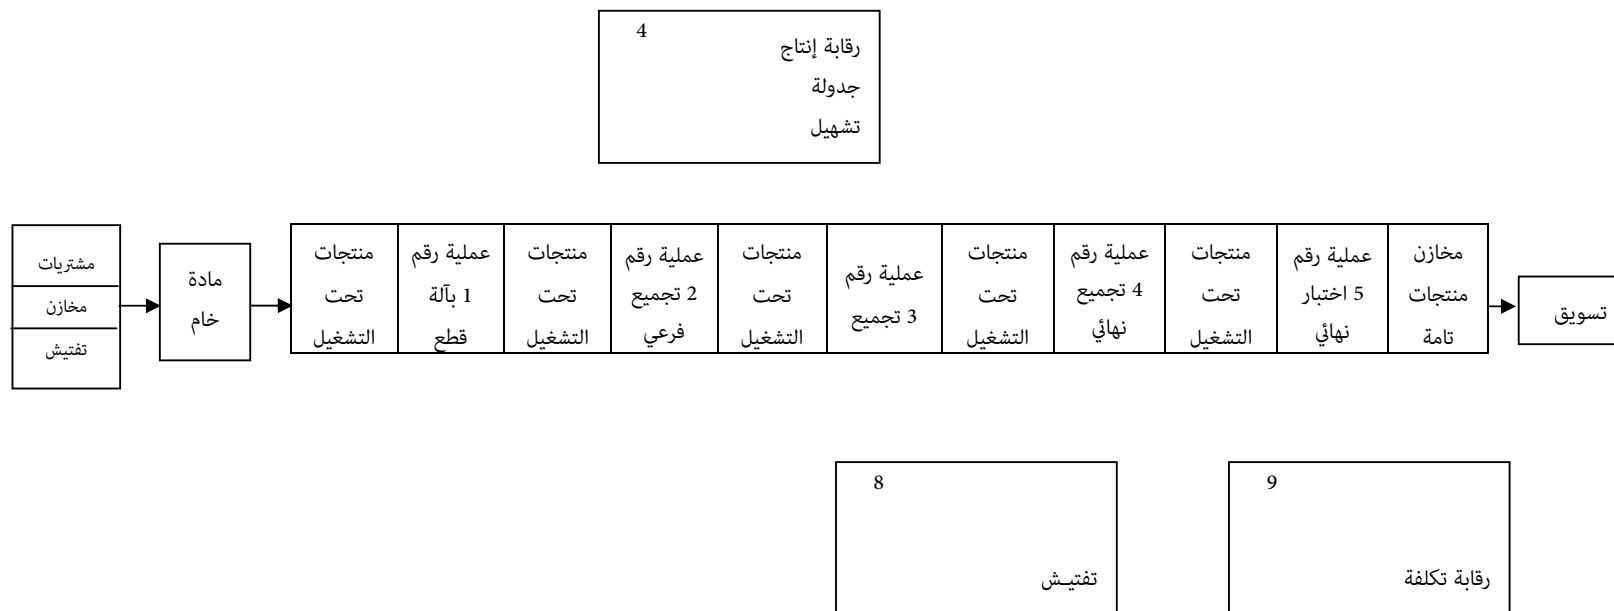 4
رقابة إنتاج
جدولة
تشهيل
مشتريات
مخازن
تفتيش
مادة
خام
منتجات
تحت
التشغيل
عملية رقم
1 بآلة
قطع
منتجات
تحت
التشغيل
عملية رقم
2 تجميع
فرعي
منتجات
تحت
التشغيل
عملية رقم
3 تجميع
منتجات
تحت
التشغيل
عملية رقم
4 تجميع
نهائي
منتجات
تحت
التشغيل
عملية رقم
5 اختبار
نهائي
مخازن
منتجات
تامة
تسويق
8
تفتيـش
9
رقابة تكلفة